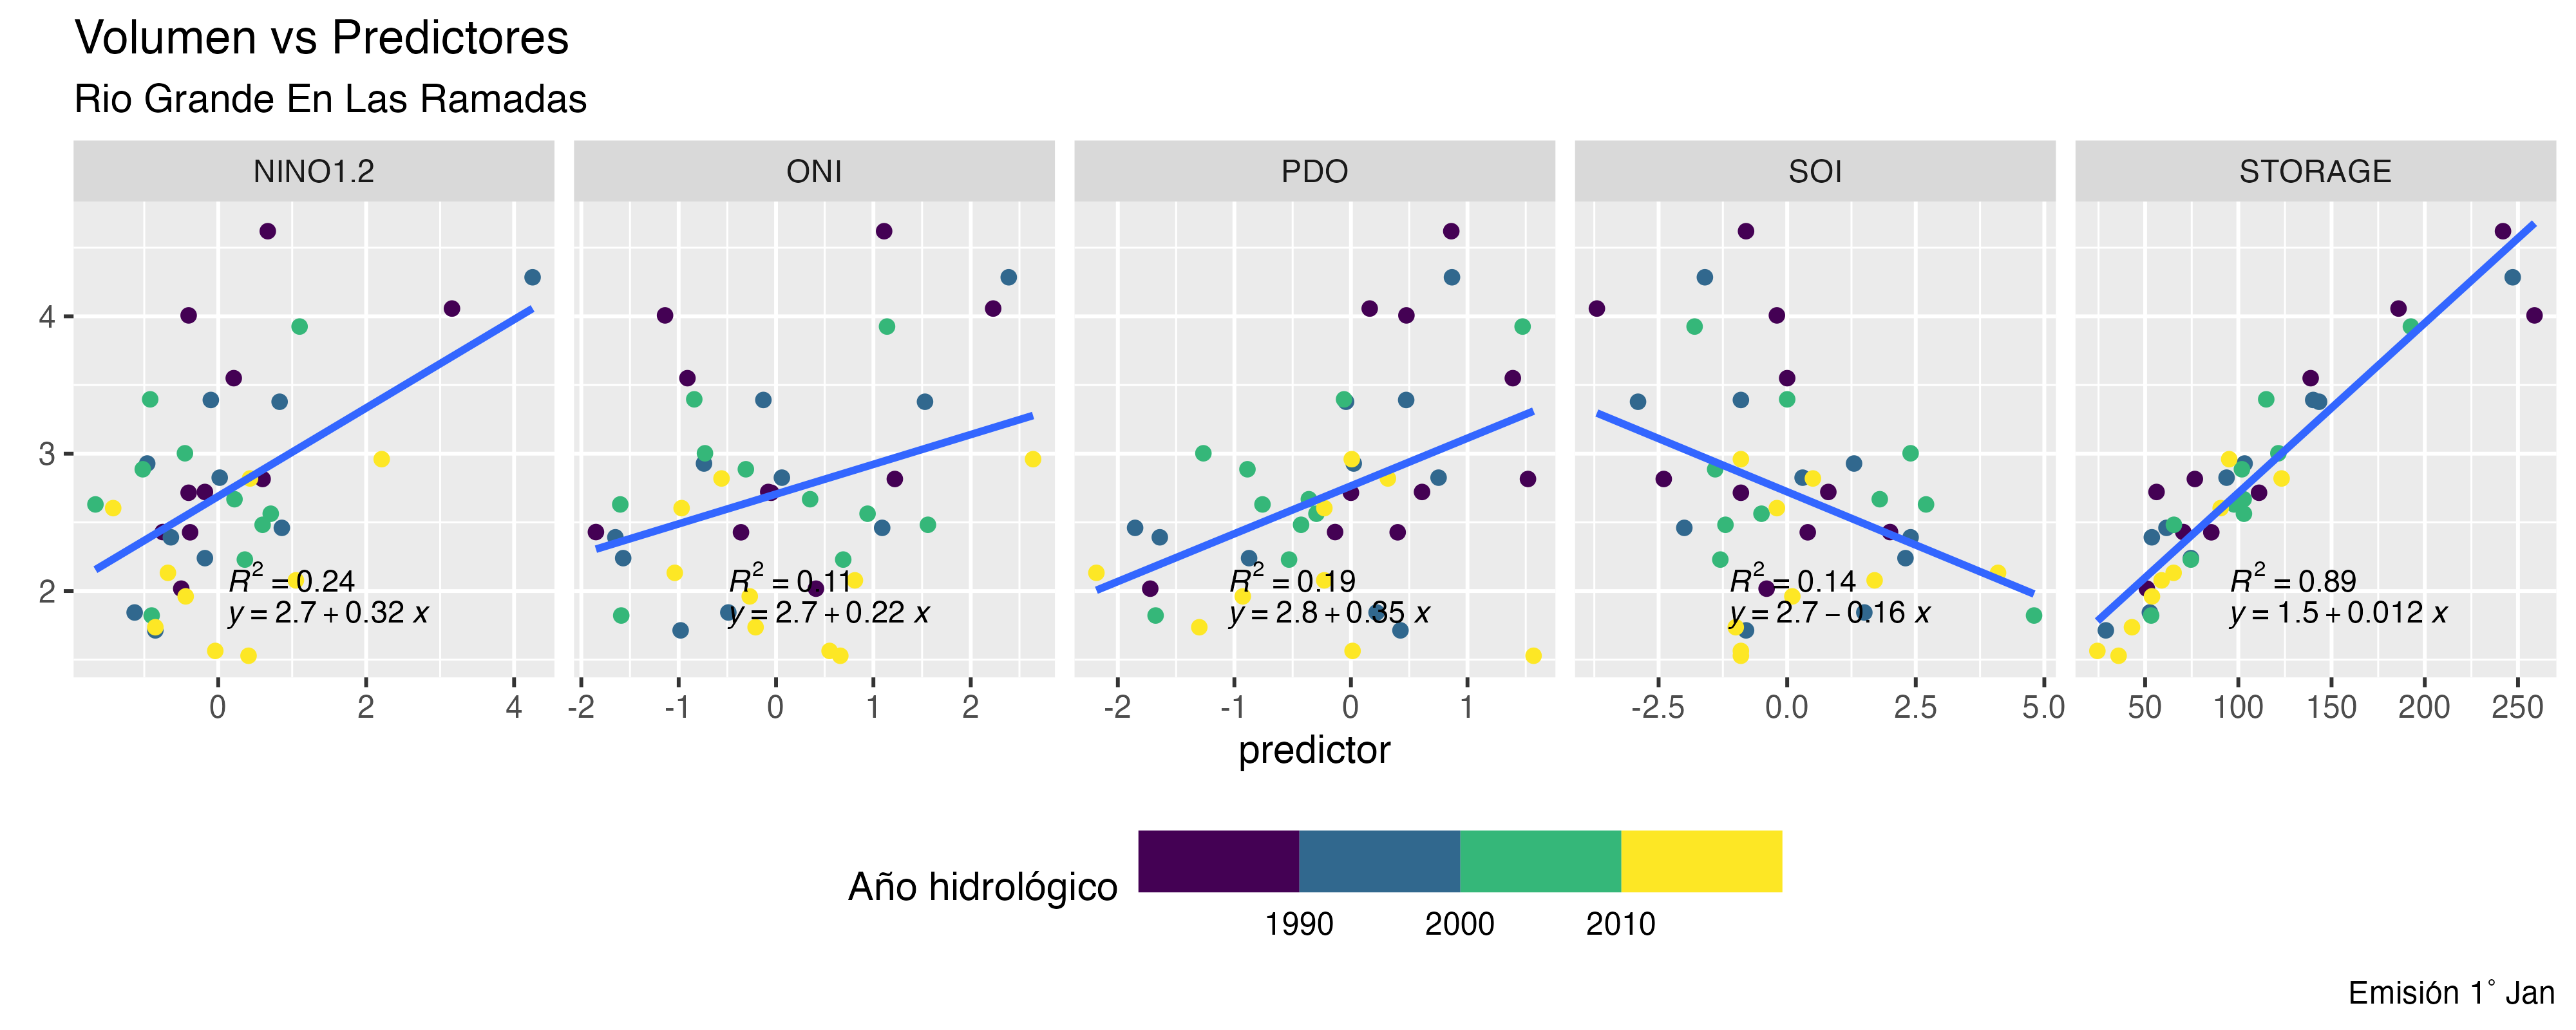 Volumen vs Predictores
Rio Grande En Las Ramadas
NINO1.2 ONI PDO SOI STORAGE
4
3
2
R² = 0.24 R² = 0.11 R² = 0.19 R² = 0.14 R² = 0.89
y = 2.7 + 0.32 x y = 2.7 + 0.22 x y = 2.8 + 0.35 x y = 2.7 − 0.16 x y = 1.5 + 0.012 x
0 2 4 -2 -1 0 1 2 -2 -1 0 1 -2.5 0.0 2.5 5.0 50 100 150 200 250
predictor
Año hidrológico
1990 2000 2010
Emisión 1° Jan